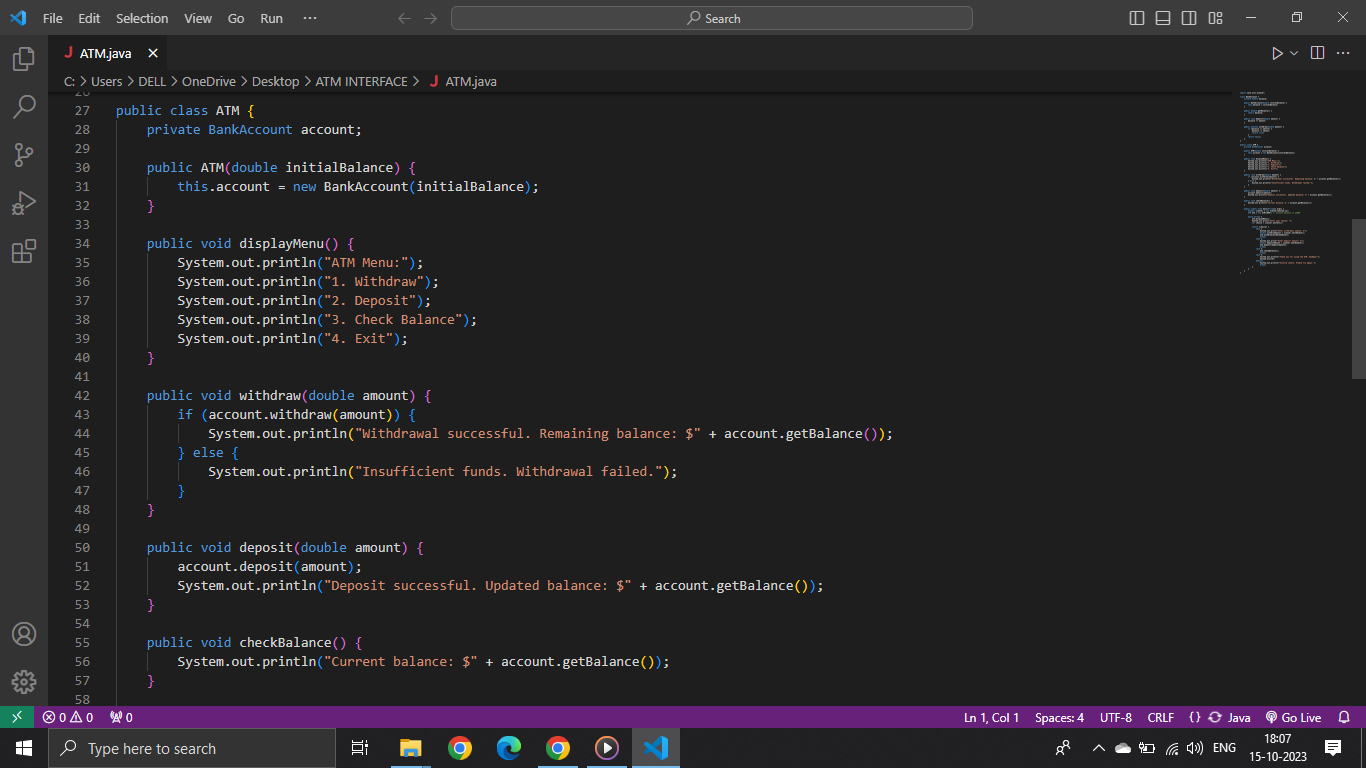 File Edit Selection View Go Run ··· Search
J ATM.java ×
C: > Users > DELL > OneDrive > Desktop > ATM INTERFACE > J ATM.java
26
27 public class ATM {
28     private BankAccount account;
29
30     public ATM(double initialBalance) {
31         this.account = new BankAccount(initialBalance);
32     }
33
34     public void displayMenu() {
35         System.out.println("ATM Menu:");
36         System.out.println("1. Withdraw");
37         System.out.println("2. Deposit");
38         System.out.println("3. Check Balance");
39         System.out.println("4. Exit");
40     }
41
42     public void withdraw(double amount) {
43         if (account.withdraw(amount)) {
44             System.out.println("Withdrawal successful. Remaining balance: $" + account.getBalance());
45         } else {
46             System.out.println("Insufficient funds. Withdrawal failed.");
47         }
48     }
49
50     public void deposit(double amount) {
51         account.deposit(amount);
52         System.out.println("Deposit successful. Updated balance: $" + account.getBalance());
53     }
54
55     public void checkBalance() {
56         System.out.println("Current balance: $" + account.getBalance());
57     }
58
0 0 0 Ln 1, Col 1 Spaces: 4 UTF-8 CRLF {} Java Go Live
Type here to search ENG 18:07
15-10-2023